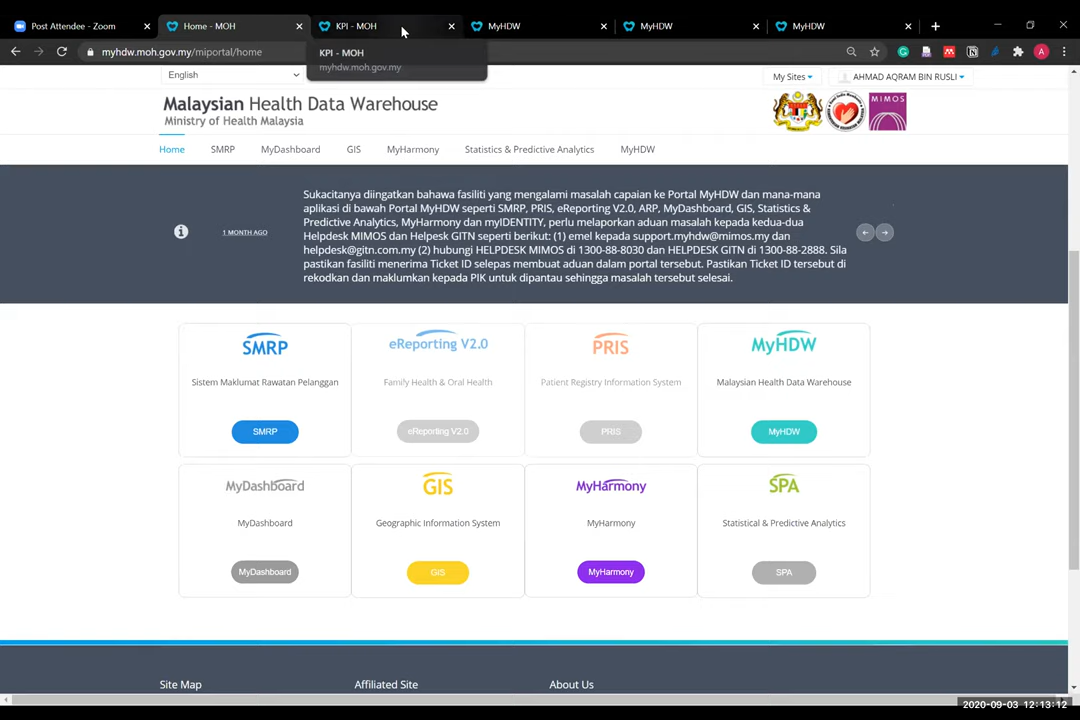 Post Attendee - Zoom
Home - MOH
KPI - MOH
MyHDW
MyHDW
MyHDW
myhdw.moh.gov.my/miportal/home
A
KPI - MOH
myhdw.moh.gov.my
English
My Sites
AHMAD AQRAM BIN RUSLI
Malaysian Health Data Warehouse
Ministry of Health Malaysia
MIMOS
Home
SMRP
MyDashboard
GIS
MyHarmony
Statistics & Predictive Analytics
MyHDW
Sukacitanya diingatkan bahawa fasiliti yang mengalami masalah capaian ke Portal MyHDW dan mana-mana
aplikasi di bawah Portal MyHDW seperti SMRP, PRIS, eReporting V2.0, ARP, MyDashboard, GIS, Statistics &
Predictive Analytics, MyHarmony dan myIDENTITY, perlu melaporkan aduan masalah kepada kedua-dua
1 MONTH AGO
Helpdesk MIMOS dan Helpesk GITN seperti berikut: (1) emel kepada support.myhdw@mimos.my dan
helpdesk@gitn.com.my (2) hubungi HELPDESK MIMOS di 1300-88-8030 dan HELPDESK GITN di 1300-88-2888. Sila
pastikan fasiliti menerima Ticket ID selepas membuat aduan dalam portal tersebut. Pastikan Ticket ID tersebut di
rekodkan dan maklumkan kepada PIK untuk dipantau sehingga masalah tersebut selesai.
SMRP
eReporting V2.0
PRIS
MyHDW
Sistem Maklumat Rawatan Pelanggan
Family Health & Oral Health
Patient Registry Information System
Malaysian Health Data Warehouse
SMRP
eReporting V2.0
PRIS
MyHDW
MyDashboard
GIS
MyHarmony
SPA
MyDashboard
Geographic Information System
MyHarmony
Statistical & Predictive Analytics
MyDashboard
GIS
MyHarmony
SPA
Site Map
Affiliated Site
About Us
2020-09-03 12:13:12